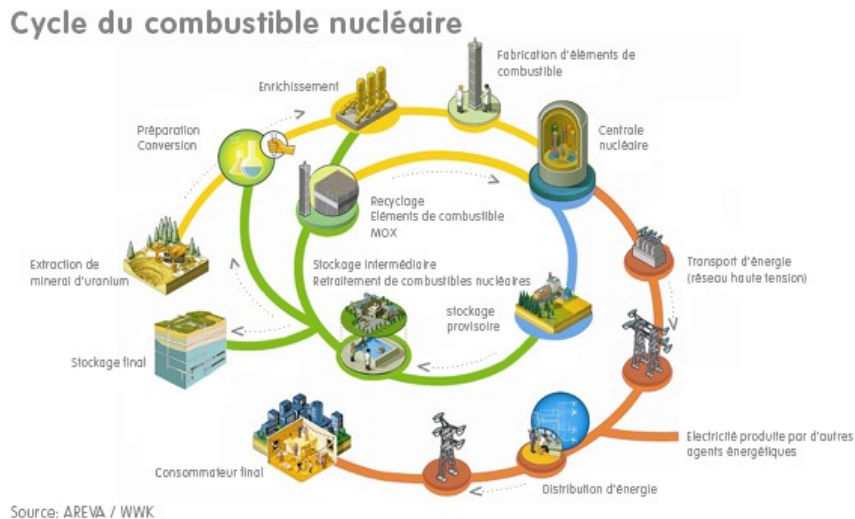 Cycle du combustible nucléaire
Fabrication d'éléments de
combustible
Enrichissement
Préparation
Conversion
Centrale
nucléaire
Recyclage
Eléments de combustible
MOX
Extraction de
minerai d'uranium
Stockage intermédiaire
Retraitement de combustibles nucléaires
Transport d'énergie
(réseau haute tension)
stockage
provisoire
Stockage final
Electricité produite par d'autres
agents énergétiques
Consommateur final
Distribution d'énergie
Source: AREVA / WWK